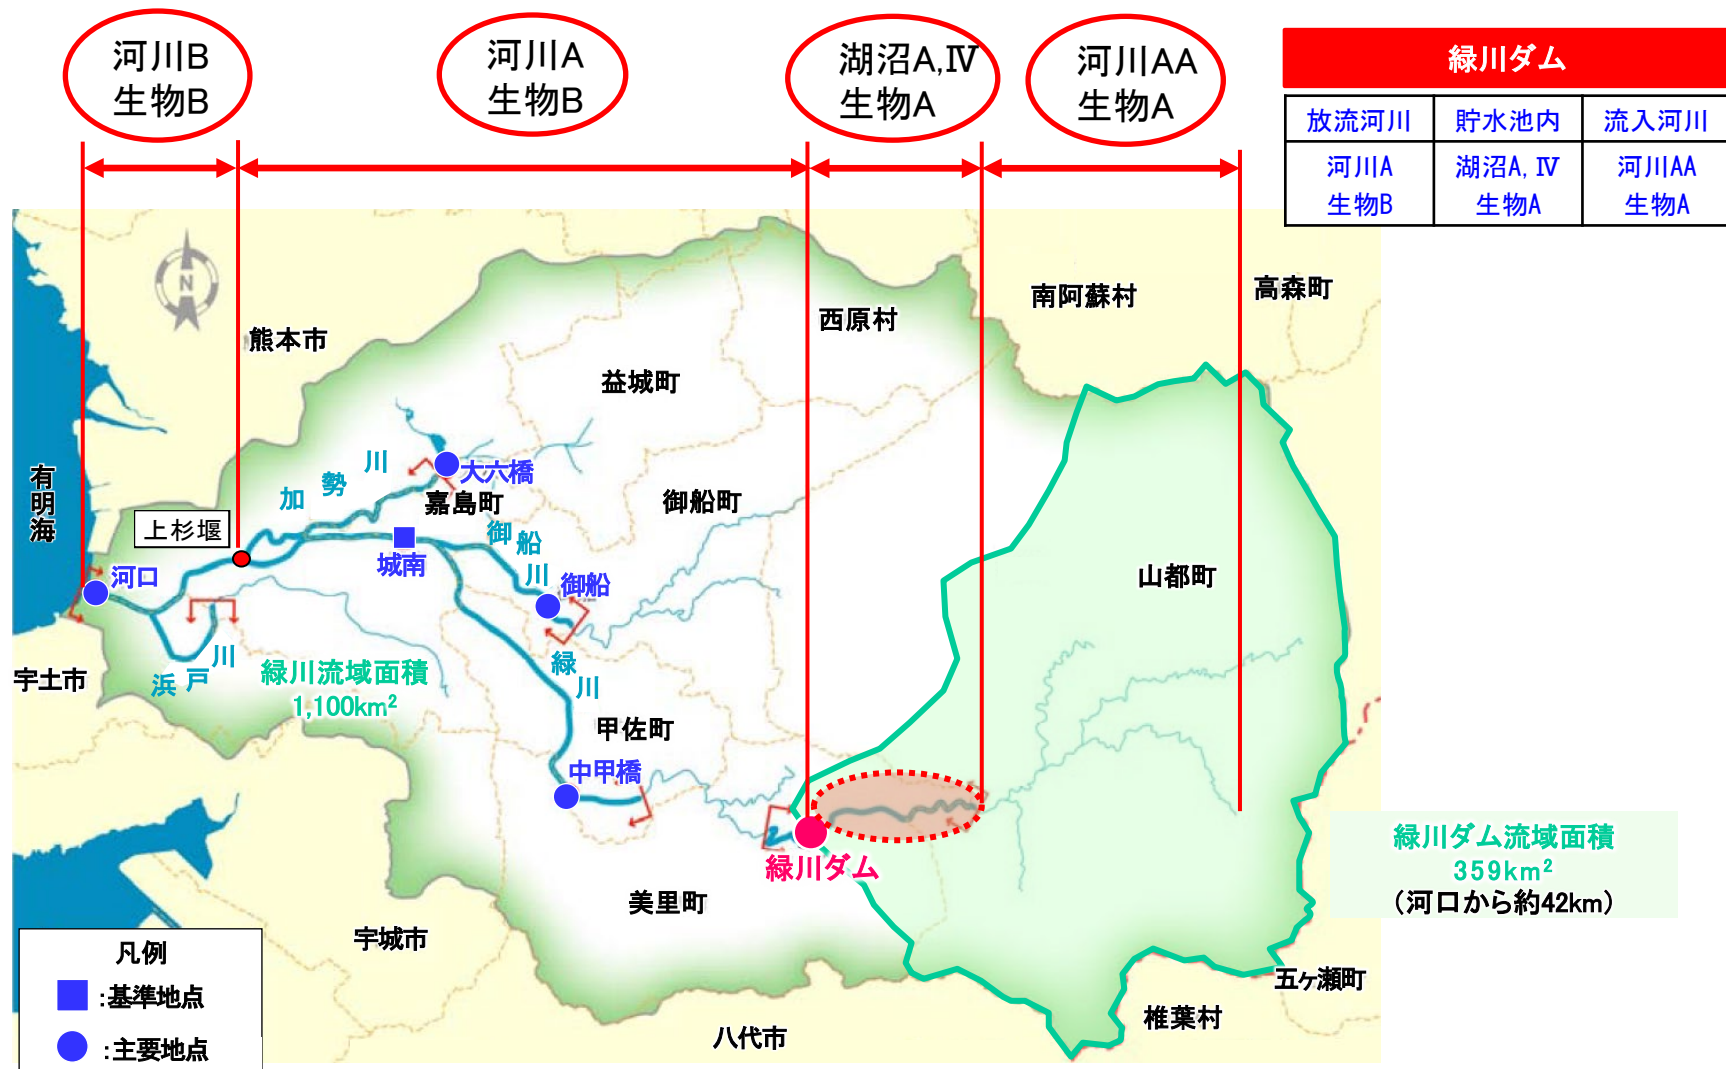 河川B
生物B
河川A
生物B
湖沼A,Ⅳ
生物A
河川AA
生物A
緑川ダム
放流河川 貯水池内 流入河川
河川A 湖沼A, Ⅳ 河川AA
生物B 生物A 生物A
N
熊本市
西原村
南阿蘇村
高森町
益城町
有明海
加勢川
大六橋
嘉島町
御船町
上杉堰
城南
御船川
御船
河口
山都町
宇土市
浜戸川
緑川流域面積
1,100km²
緑川
甲佐町
中甲橋
緑川ダム
緑川ダム流域面積
359km²
(河口から約42km)
美里町
宇城市
五ヶ瀬町
椎葉村
八代市
凡例
:基準地点
:主要地点